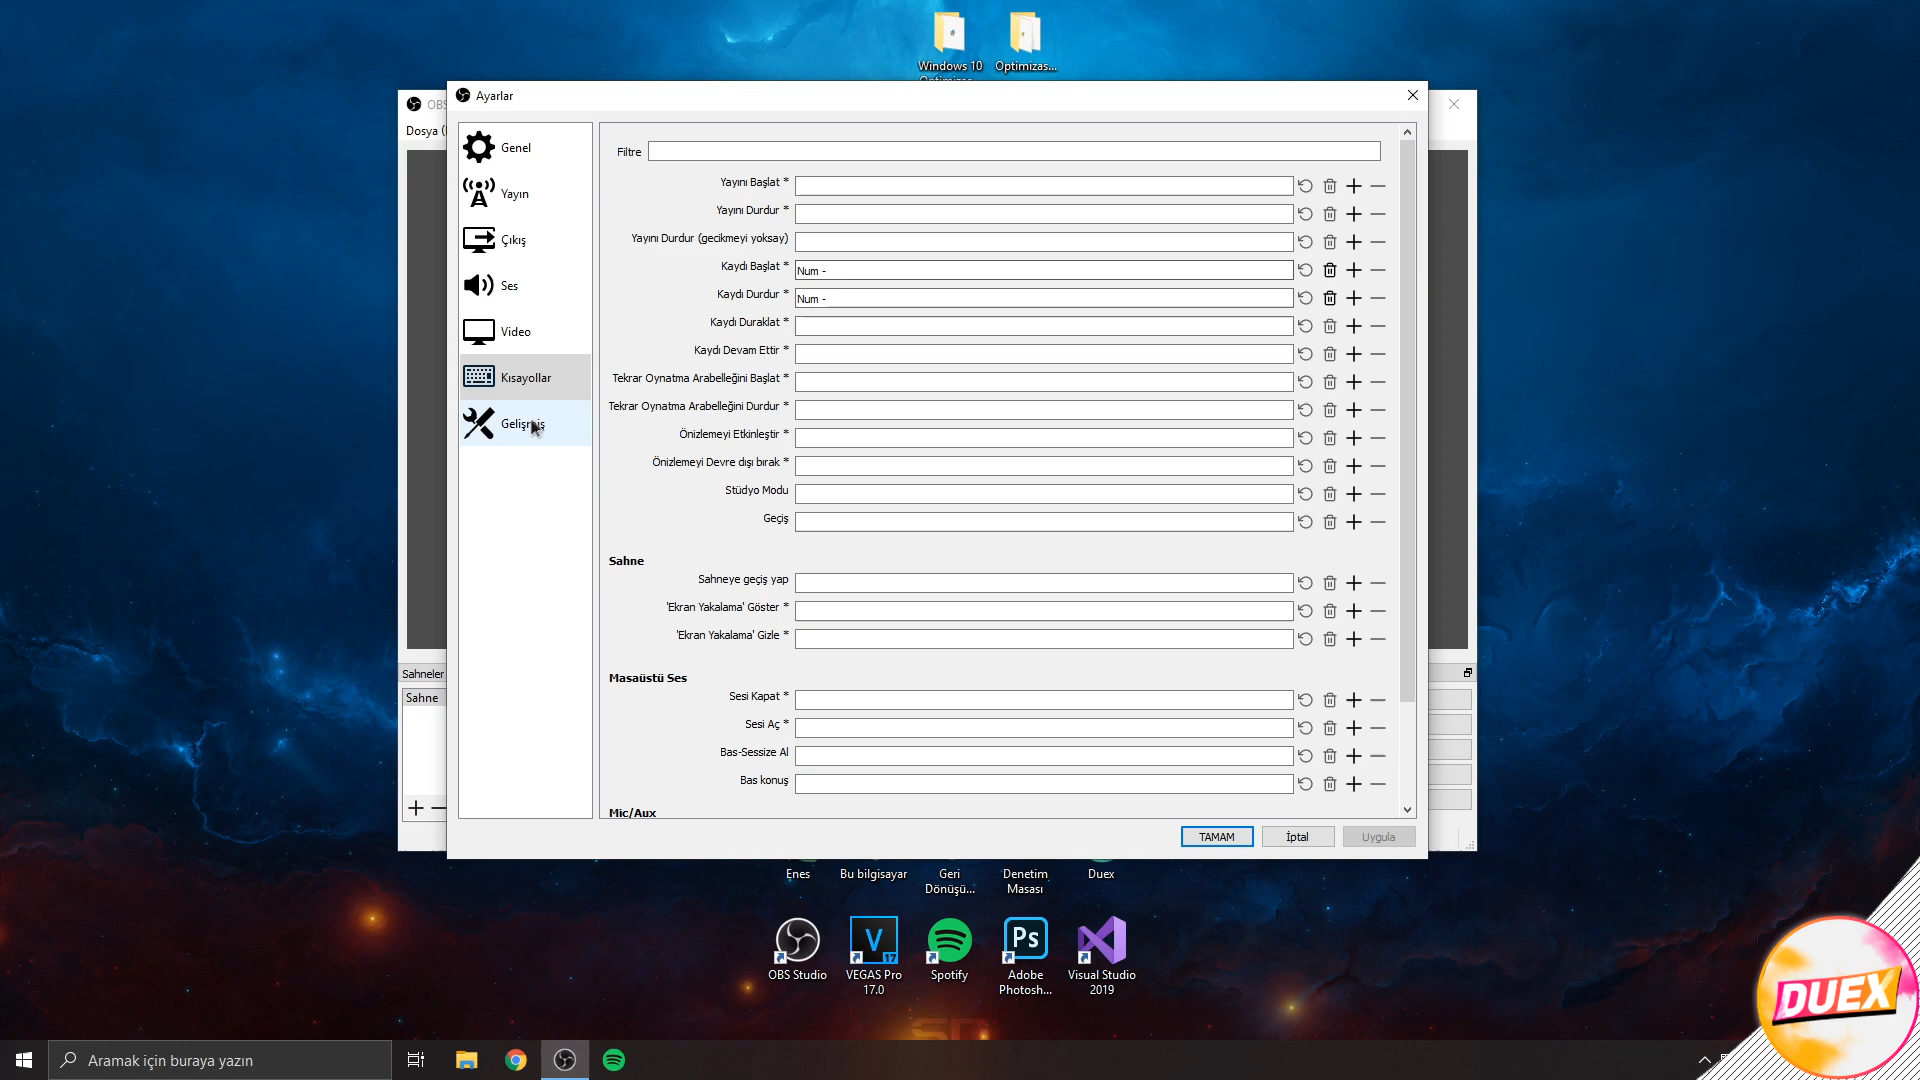 Windows 10
Optimizas...
OBS
Dosya (
Ayarlar
Genel
Yayın
Çıkış
Ses
Video
Kısayollar
Filtre
Yayını Başlat *
Yayını Durdur *
Yayını Durdur (gecikmeyi yoksay)
Kaydı Başlat * Num -
Kaydı Durdur * Num -
Kaydı Duraklat *
Kaydı Devam Ettir *
Tekrar Oynatma Arabelleğini Başlat *
Tekrar Oynatma Arabelleğini Durdur *
Önizlemeyi Etkinleştir *
Önizlemeyi Devre dışı bırak *
Stüdyo Modu
Geçiş
Sahne
Sahneye geçiş yap
'Ekran Yakalama' Göster *
'Ekran Yakalama' Gizle *
Masaüstü Ses
Sesi Kapat *
Sesi Aç *
Bas-Sessize Al
Bas konuş
Mic/Aux
TAMAM
İptal
Uygula
Sahneler
Sahne
Enes
Bu bilgisayar
Geri
Dönüşü...
Denetim
Masası
Duex
V
17
Ps
OBS Studio
VEGAS Pro
17.0
Spotify
Adobe
Photosh...
Visual Studio
2019
Aramak için buraya yazın
DUEX